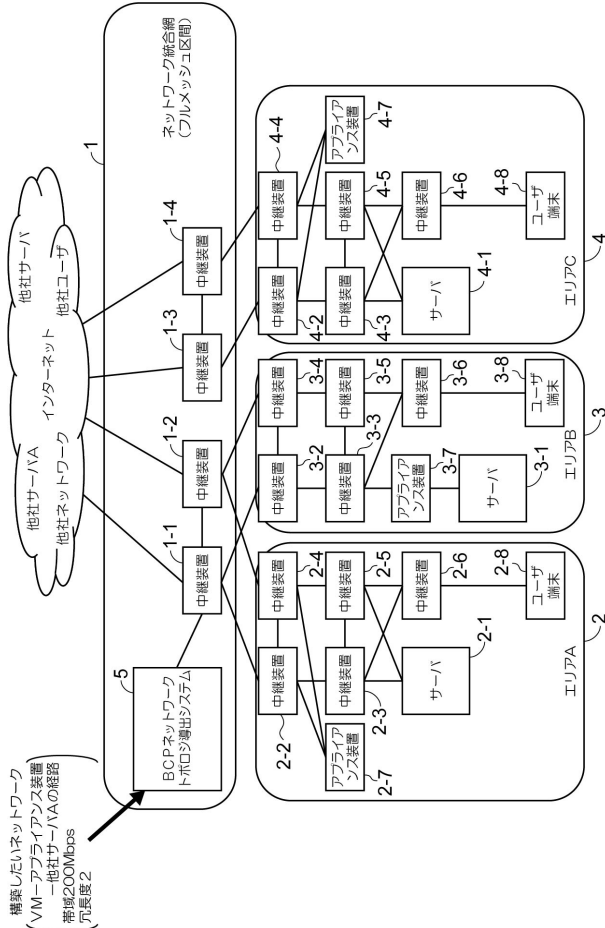 構築したいネットワーク
VM－アプライアンス装置
－他社サーバAの経路
帯域200Mbps
冗長度2
他社サーバA
他社ネットワーク
インターネット
他社サーバ
他社ユーザ
1
ネットワーク統合網
(フルメッシュ区間)
5
BCPネットワーク
トポロジ導出システム
1-1
中継装置
1-2
中継装置
1-3
中継装置
1-4
中継装置
2-2
中継装置
2-4
中継装置
2-7
アプライア
ンス装置
2-3
中継装置
2-5
中継装置
2-1
サーバ
2-6
中継装置
2-8
ユーザ
端末
エリアA
2
3-2
中継装置
3-4
中継装置
3-3
中継装置
3-5
中継装置
3-7
アプライア
ンス装置
3-6
中継装置
3-1
サーバ
3-8
ユーザ
端末
エリアB
3
4-2
中継装置
4-4
中継装置
4-7
アプライア
ンス装置
4-3
中継装置
4-5
中継装置
4-1
サーバ
4-6
中継装置
4-8
ユーザ
端末
エリアC
4